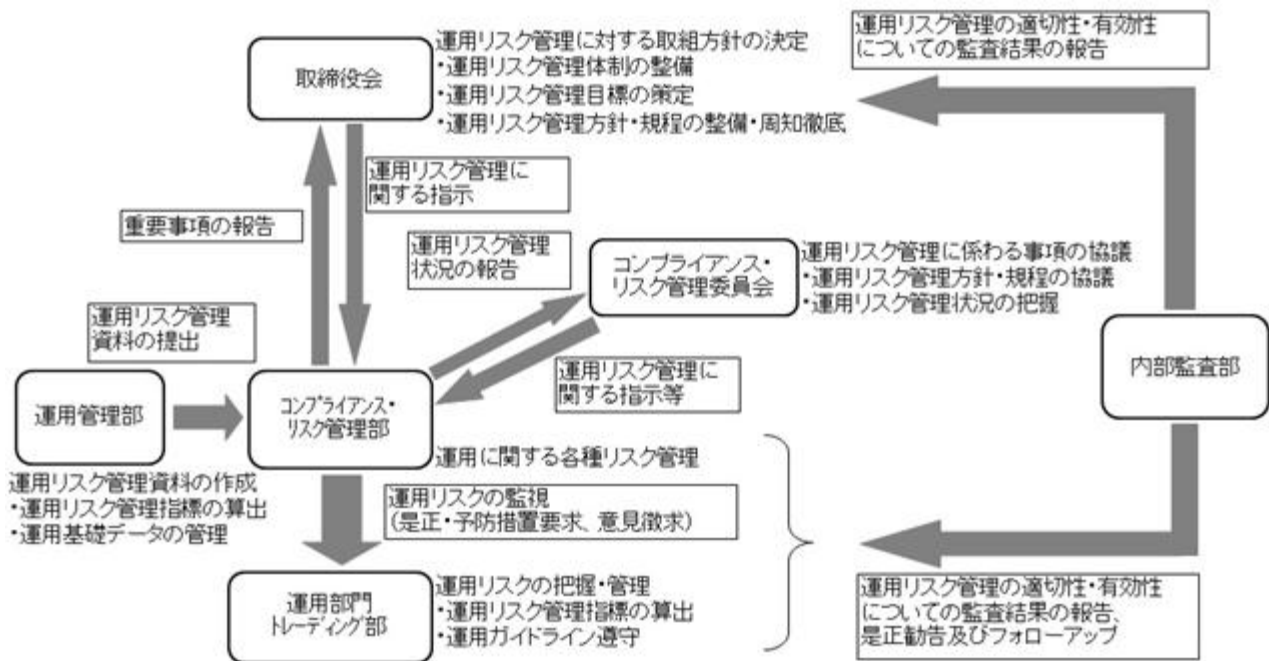 取締役会
運用リスク管理に対する取組方針の決定
・運用リスク管理体制の整備
・運用リスク管理目標の策定
・運用リスク管理方針・規程の整備・周知徹底
運用リスク管理の適切性・有効性
についての監査結果の報告
運用リスク管理に
関する指示
重要事項の報告
運用リスク管理
状況の報告
コンプライアンス・
リスク管理委員会
運用リスク管理に係わる事項の協議
・運用リスク管理方針・規程の協議
・運用リスク管理状況の把握
運用リスク管理
資料の提出
運用リスク管理に
関する指示等
内部監査部
運用管理部
コンプライアンス・
リスク管理部
運用に関する各種リスク管理
運用リスク管理資料の作成
・運用リスク管理指標の算出
・運用基礎データの管理
運用リスクの監視
(是正・予防措置要求、意見徴求)
運用部門
トレーディング部
運用リスクの把握・管理
・運用リスク管理指標の算出
・運用ガイドライン遵守
運用リスク管理の適切性・有効性
についての監査結果の報告、
是正勧告及びフォローアップ